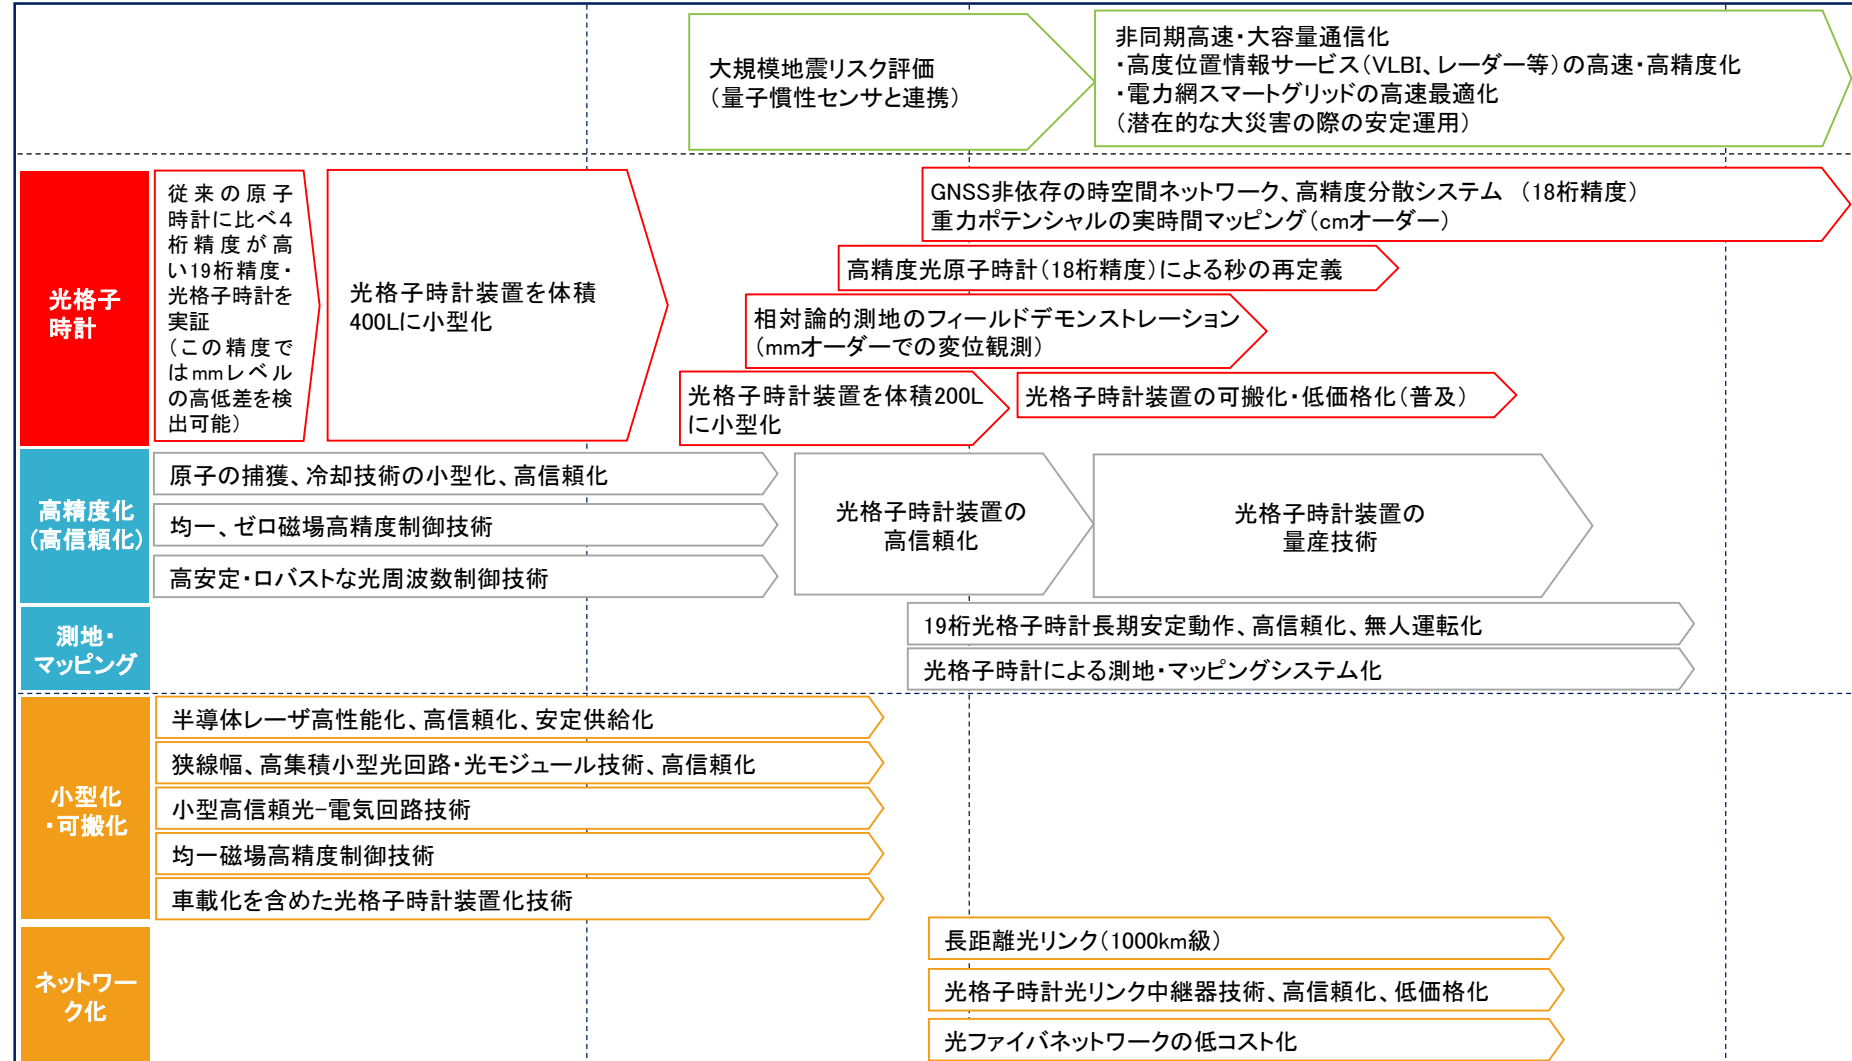 大規模地震リスク評価
（量子慣性センサと連携）
非同期高速・大容量通信化
・高度位置情報サービス（VLBI、レーダー等）の高速・高精度化
・電力網スマートグリッドの高速最適化
（潜在的な大災害の際の安定運用）
光格子
時計
従来の原子
時計に比べ４
桁精度が高
い19桁精度・
光格子時計を
実証
（この精度で
はmmレベル
の高低差を検
出可能）
光格子時計装置を体積
400Lに小型化
GNSS非依存の時空間ネットワーク、高精度分散システム （18桁精度）
重力ポテンシャルの実時間マッピング（cmオーダー）
高精度光原子時計（18桁精度）による秒の再定義
相対論的測地のフィールドデモンストレーション
（mmオーダーでの変位観測）
光格子時計装置を体積200L
に小型化
光格子時計装置の可搬化・低価格化（普及）
高精度化
（高信頼化）
原子の捕獲、冷却技術の小型化、高信頼化
均一、ゼロ磁場高精度制御技術
高安定・ロバストな光周波数制御技術
光格子時計装置の
高信頼化
光格子時計装置の
量産技術
測地・
マッピング
19桁光格子時計長期安定動作、高信頼化、無人運転化
光格子時計による測地・マッピングシステム化
小型化
・可搬化
半導体レーザ高性能化、高信頼化、安定供給化
狭線幅、高集積小型光回路・光モジュール技術、高信頼化
小型高信頼光-電気回路技術
均一磁場高精度制御技術
車載化を含めた光格子時計装置化技術
ネットワー
ク化
長距離光リンク（1000km級）
光格子時計光リンク中継器技術、高信頼化、低価格化
光ファイバネットワークの低コスト化